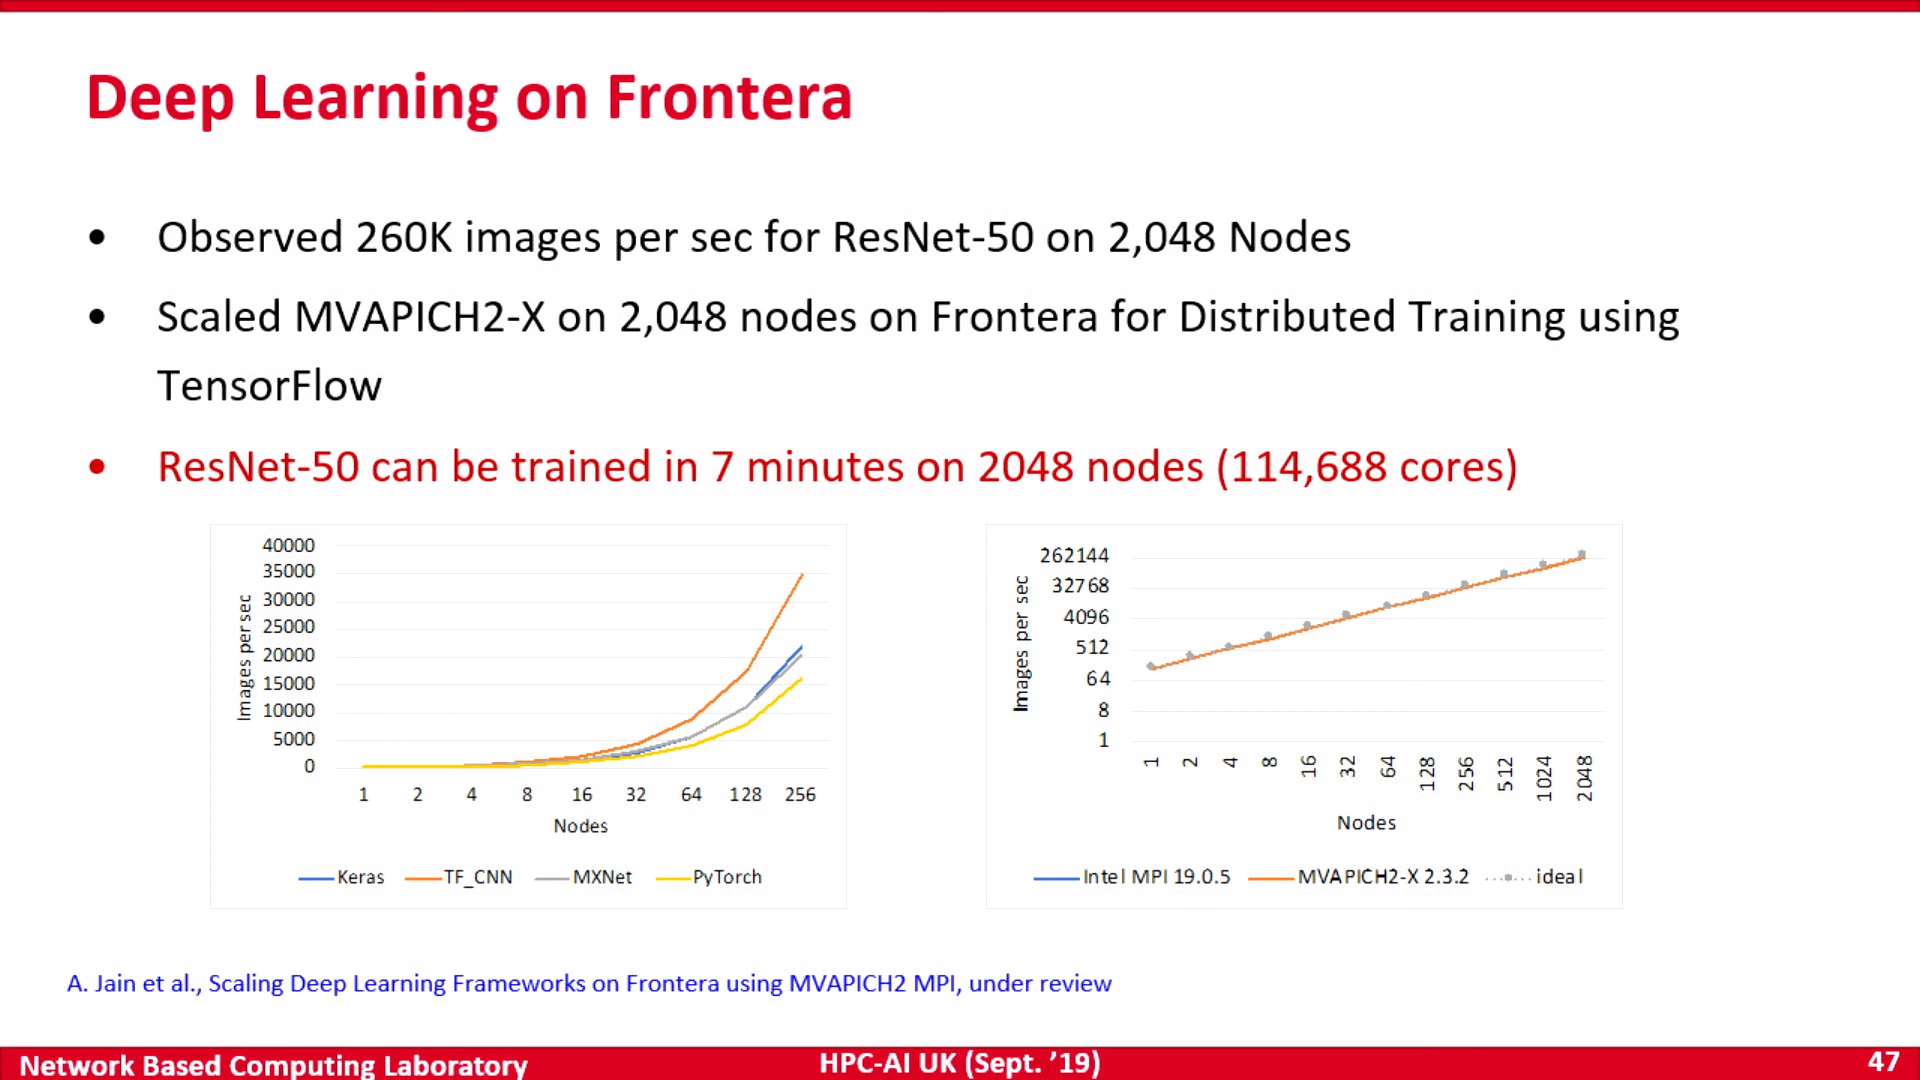 Deep Learning on Frontera
• Observed 260K images per sec for ResNet-50 on 2,048 Nodes
• Scaled MVAPICH2-X on 2,048 nodes on Frontera for Distributed Training using
TensorFlow
• ResNet-50 can be trained in 7 minutes on 2048 nodes (114,688 cores)
Images per sec
40000
35000
30000
25000
20000
15000
10000
5000
0
1 2 4 8 16 32 64 128 256
Nodes
Keras TF_CNN MXNet PyTorch
Images per sec
262144
32768
4096
512
64
8
1
1 2 4 8 16 32 64 128 256 512 1024 2048
Nodes
Intel MPI 19.0.5 MVAPICH2-X 2.3.2 ideal
A. Jain et al., Scaling Deep Learning Frameworks on Frontera using MVAPICH2 MPI, under review
Network Based Computing Laboratory HPC-AI UK (Sept. ’19) 47